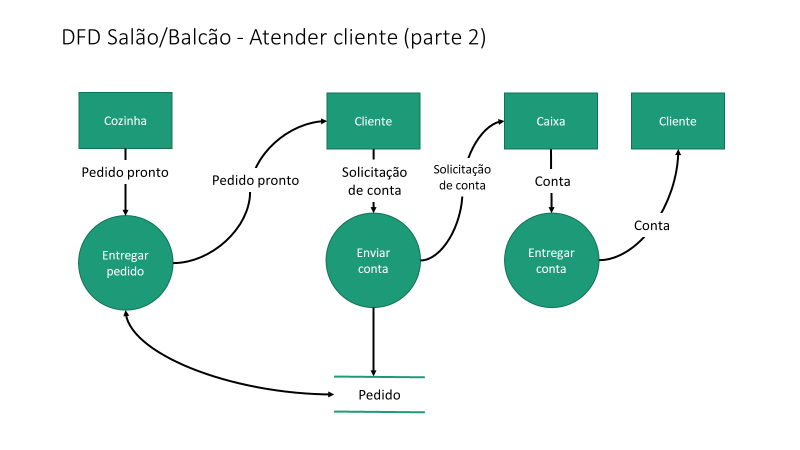 DFD Salão/Balcão - Atender cliente (parte 2)
Cozinha
Cliente
Caixa
Cliente
Pedido pronto
Pedido pronto
Solicitação
de conta
Solicitação
de conta
Conta
Conta
Entregar
pedido
Enviar
conta
Entregar
conta
Pedido